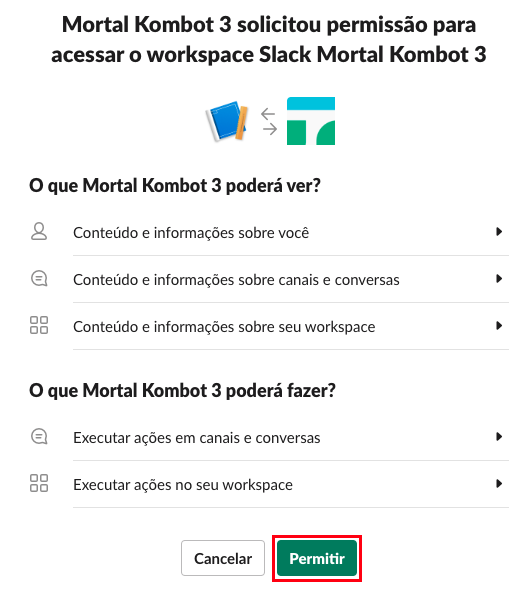 Mortal Kombot 3 solicitou permissão para
acessar o workspace Slack Mortal Kombot 3
O que Mortal Kombot 3 poderá ver?
Conteúdo e informações sobre você
Conteúdo e informações sobre canais e conversas
Conteúdo e informações sobre seu workspace
O que Mortal Kombot 3 poderá fazer?
Executar ações em canais e conversas
Executar ações no seu workspace
Cancelar Permitir